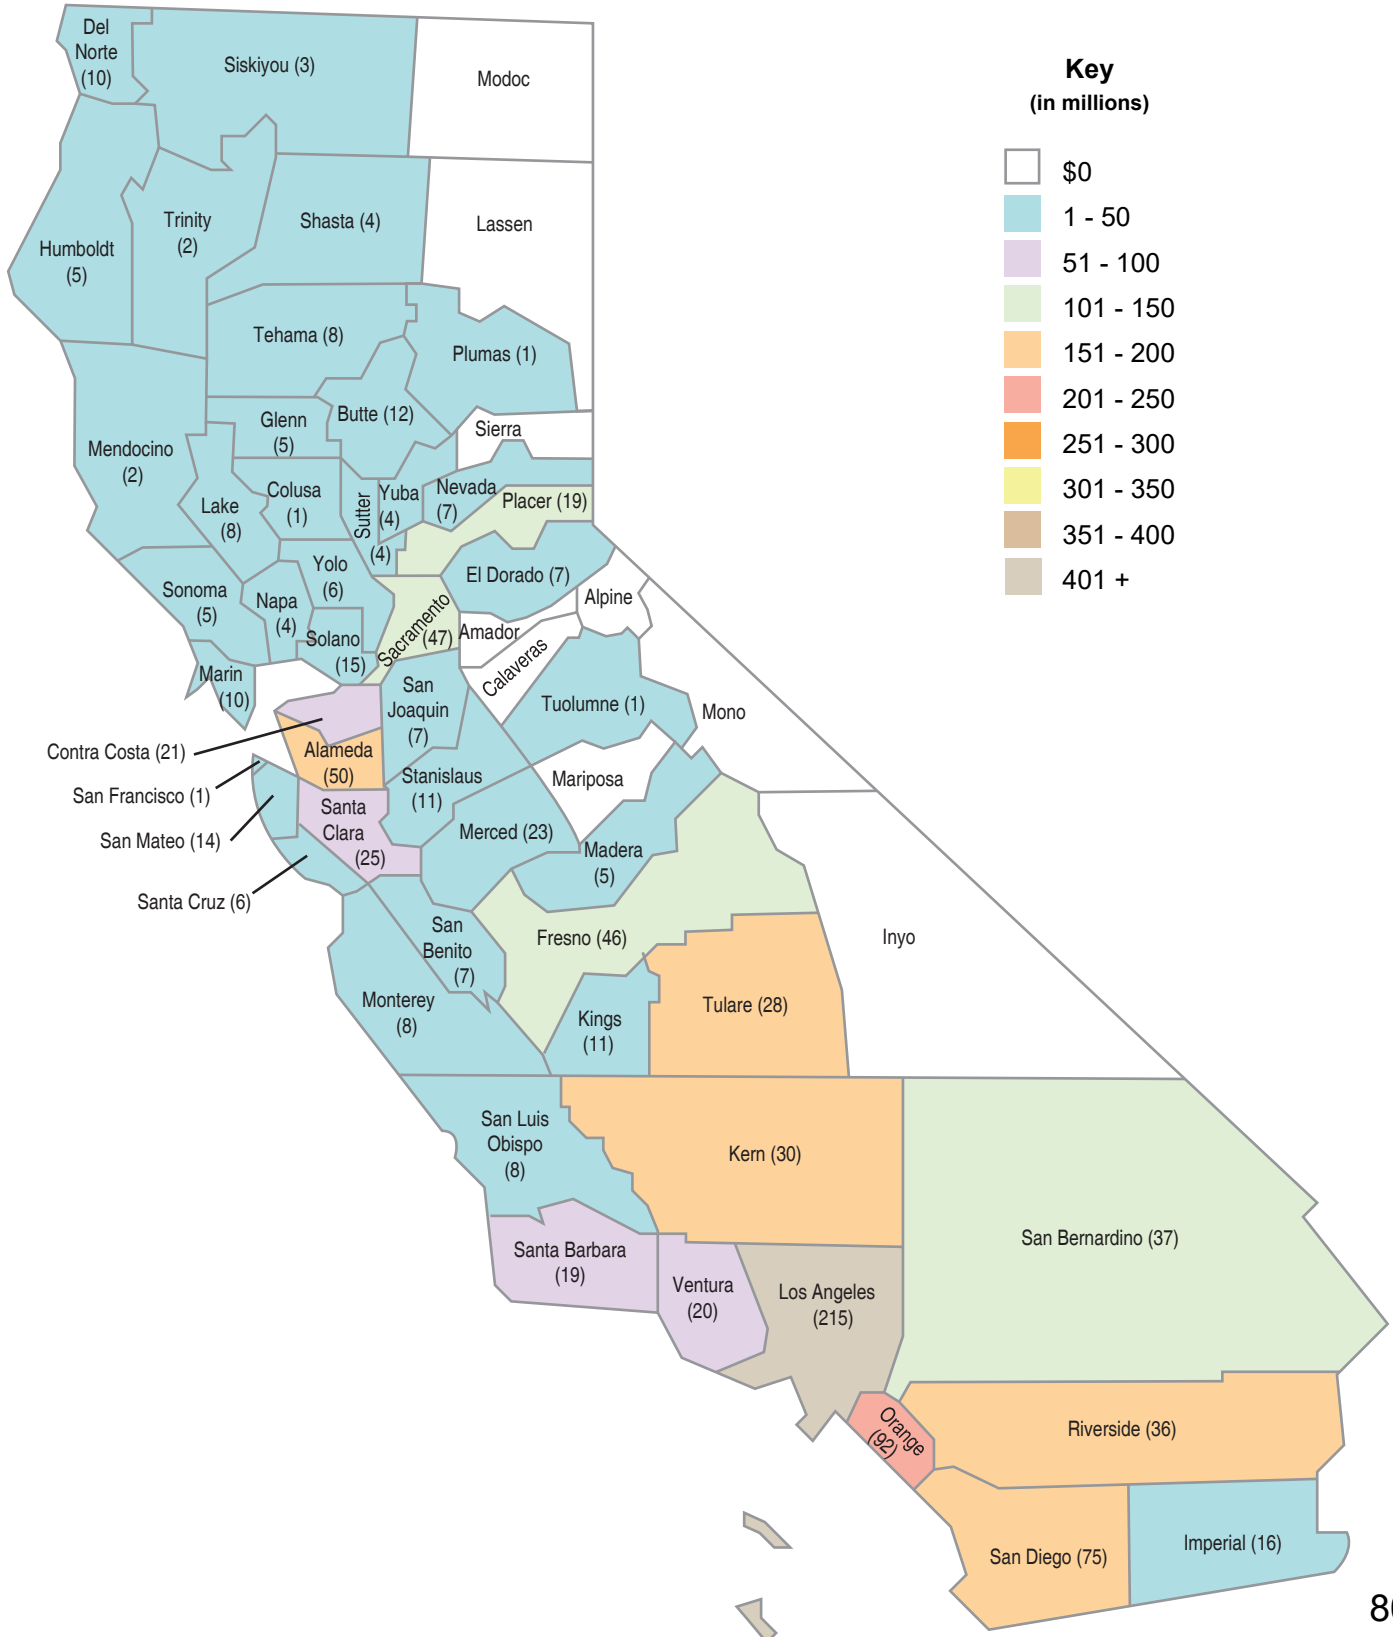 Del
Norte
(10)
Siskiyou (3)
Modoc
Key
(in millions)
$0
1 - 50
51 - 100
101 - 150
151 - 200
201 - 250
251 - 300
301 - 350
351 - 400
401 +
Trinity
(2)
Shasta (4)
Lassen
Humboldt
(5)
Tehama (8)
Plumas (1)
Butte (12)
Glenn
(5)
Sierra
Mendocino
(2)
Lake
(8)
Colusa
(1)
Sutter
(4)
Yuba
(4)
Nevada
(7)
Placer (19)
Yolo
(6)
El Dorado (7)
Sonoma
(5)
Napa
(4)
Solano
(15)
Sacramento
(47)
Amador
Alpine
Calaveras
Marin
(10)
San
Joaquin
(7)
Tuolumne (1)
Mono
Contra Costa (21)
Alameda
(50)
Stanislaus
(11)
Mariposa
San Francisco (1)
Santa
Clara
(25)
San Mateo (14)
Merced (23)
Madera
(5)
Santa Cruz (6)
San
Benito
(7)
Fresno (46)
Inyo
Monterey
(8)
Kings
(11)
Tulare (28)
San Luis
Obispo
(8)
Kern (30)
San Bernardino (37)
Santa Barbara
(19)
Ventura
(20)
Los Angeles
(215)
Orange
(92)
Riverside (36)
San Diego (75)
Imperial (16)